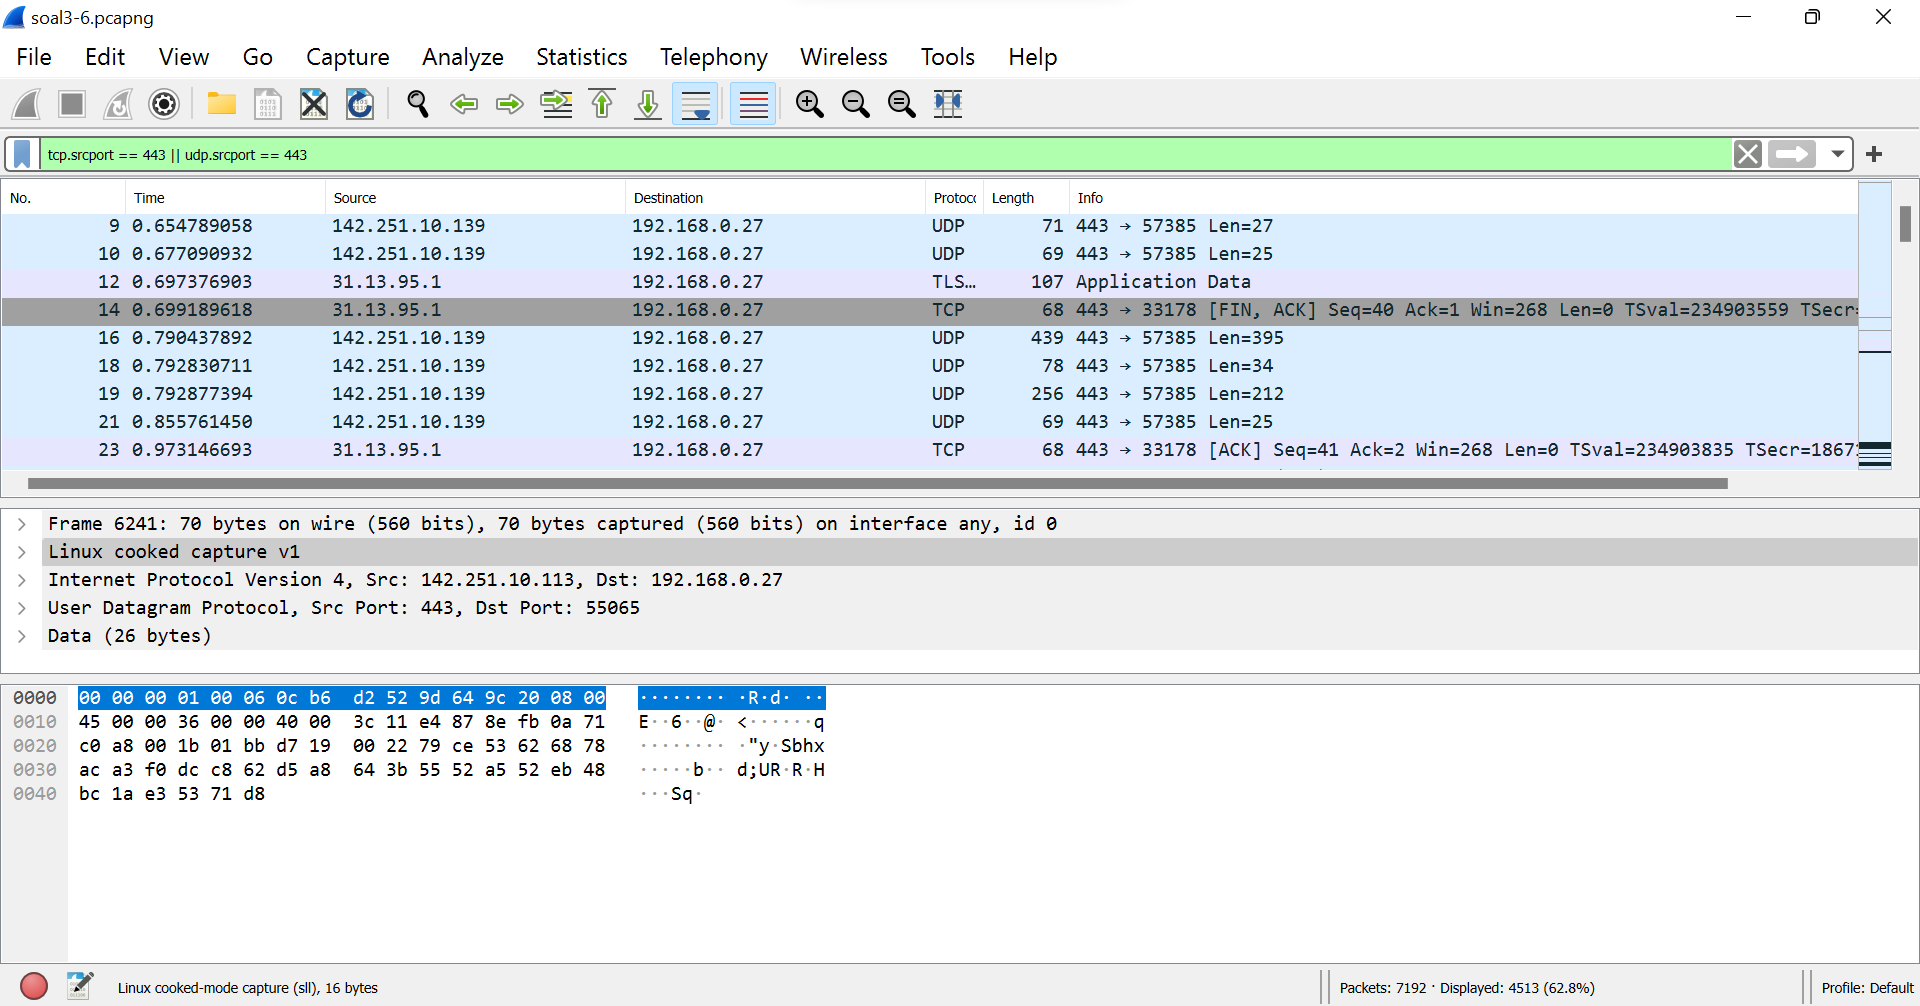 soal3-6.pcapng
File Edit View Go Capture Analyze Statistics Telephony Wireless Tools Help
tcp.srcport == 443 || udp.srcport == 443
No. Time Source Destination Protoc Length Info
9 0.654789058 142.251.10.139 192.168.0.27 UDP 71 443 → 57385 Len=27
10 0.677090932 142.251.10.139 192.168.0.27 UDP 69 443 → 57385 Len=25
12 0.697376903 31.13.95.1 192.168.0.27 TLS… 107 Application Data
14 0.699189618 31.13.95.1 192.168.0.27 TCP 68 443 → 33178 [FIN, ACK] Seq=40 Ack=1 Win=268 Len=0 TSval=234903559 TSecr=
16 0.790437892 142.251.10.139 192.168.0.27 UDP 439 443 → 57385 Len=395
18 0.792830711 142.251.10.139 192.168.0.27 UDP 78 443 → 57385 Len=34
19 0.792877394 142.251.10.139 192.168.0.27 UDP 256 443 → 57385 Len=212
21 0.855761450 142.251.10.139 192.168.0.27 UDP 69 443 → 57385 Len=25
23 0.973146693 31.13.95.1 192.168.0.27 TCP 68 443 → 33178 [ACK] Seq=41 Ack=2 Win=268 Len=0 TSval=234903835 TSecr=1867
Frame 6241: 70 bytes on wire (560 bits), 70 bytes captured (560 bits) on interface any, id 0
Linux cooked capture v1
Internet Protocol Version 4, Src: 142.251.10.113, Dst: 192.168.0.27
User Datagram Protocol, Src Port: 443, Dst Port: 55065
Data (26 bytes)
0000 00 00 00 01 00 06 0c b6 d2 52 9d 64 9c 20 08 00 ········ ·R·d· ··
0010 45 00 00 36 00 00 40 00 3c 11 e4 87 8e fb 0a 71 E··6··@· <······q
0020 c0 a8 00 1b 01 bb d7 19 00 22 79 ce 53 62 68 78 ········ ·"y·Sbhx
0030 ac a3 f0 dc c8 62 d5 a8 64 3b 55 52 a5 52 eb 48 ·····b·· d;UR·R·H
0040 bc 1a e3 53 71 d8 ···Sq·
Linux cooked-mode capture (sll), 16 bytes Packets: 7192 · Displayed: 4513 (62.8%) Profile: Default